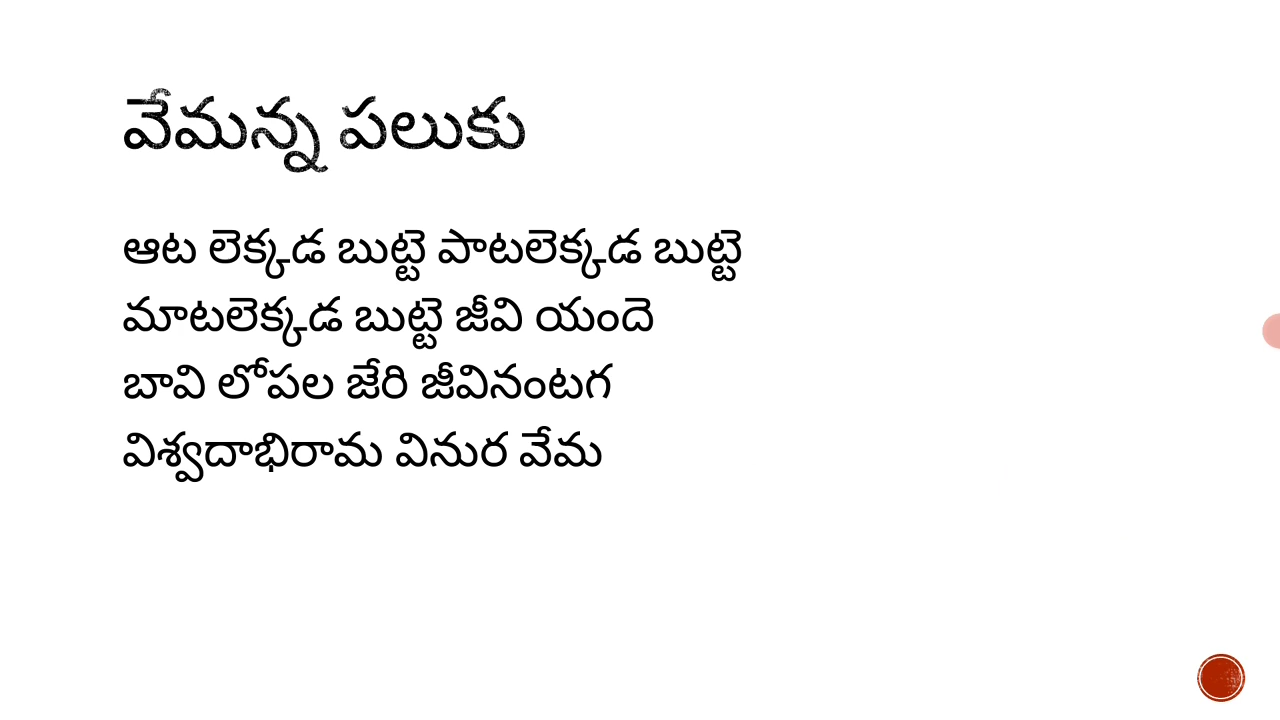 వేమన్న పలుకు
ఆట లెక్కడ బుట్టె పాటలెక్కడ బుట్టె
మాటలెక్కడ బుట్టె జీవి యందె
బావి లోపల జేరి జీవినంటగ
విశ్వదాభిరామ వినుర వేమ